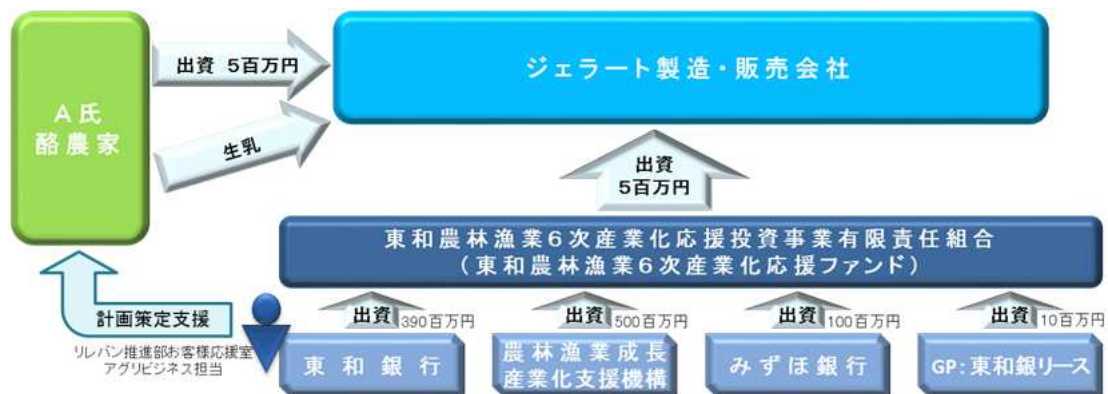 A氏
酪農家
出資 5百万円
生乳
ジェラート製造・販売会社
出資
5百万円
東和農林漁業6次産業化応援投資事業有限責任組合
（東和農林漁業6次産業化応援ファンド）
計画策定支援
リレバン推進部お客様応援室
アグリビジネス担当
出資 390百万円
東和銀行
出資 500百万円
農林漁業成長
産業化支援機構
出資 100百万円
みずほ銀行
出資 10百万円
GP：東和銀リース